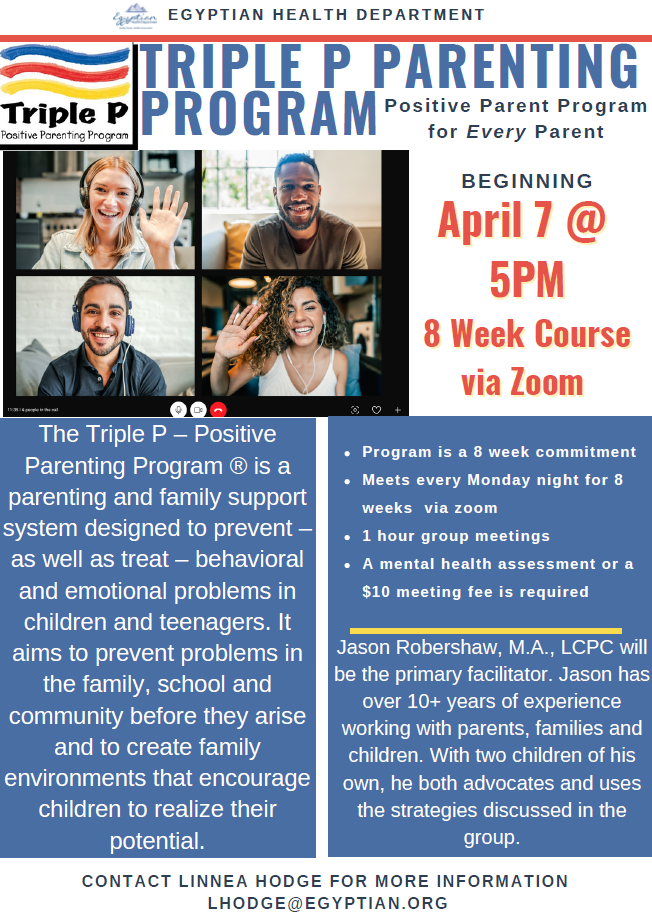 Egyptian
EGYPTIAN HEALTH DEPARTMENT
Triple P
Positive Parenting Program
TRIPLE P PARENTING
PROGRAM
Positive Parent Program
for Every Parent
BEGINNING
April 7 @
5PM
8 Week Course
via Zoom
The Triple P – Positive
Parenting Program ® is a
parenting and family support
system designed to prevent –
as well as treat – behavioral
and emotional problems in
children and teenagers. It
aims to prevent problems in
the family, school and
community before they arise
and to create family
environments that encourage
children to realize their
potential.
• Program is a 8 week commitment
• Meets every Monday night for 8
weeks  via zoom
• 1 hour group meetings
• A mental health assessment or a
$10 meeting fee is required
Jason Robershaw, M.A., LCPC will
be the primary facilitator. Jason has
over 10+ years of experience
working with parents, families and
children. With two children of his
own, he both advocates and uses
the strategies discussed in the
group.
CONTACT LINNEA HODGE FOR MORE INFORMATION
LHODGE@EGYPTIAN.ORG